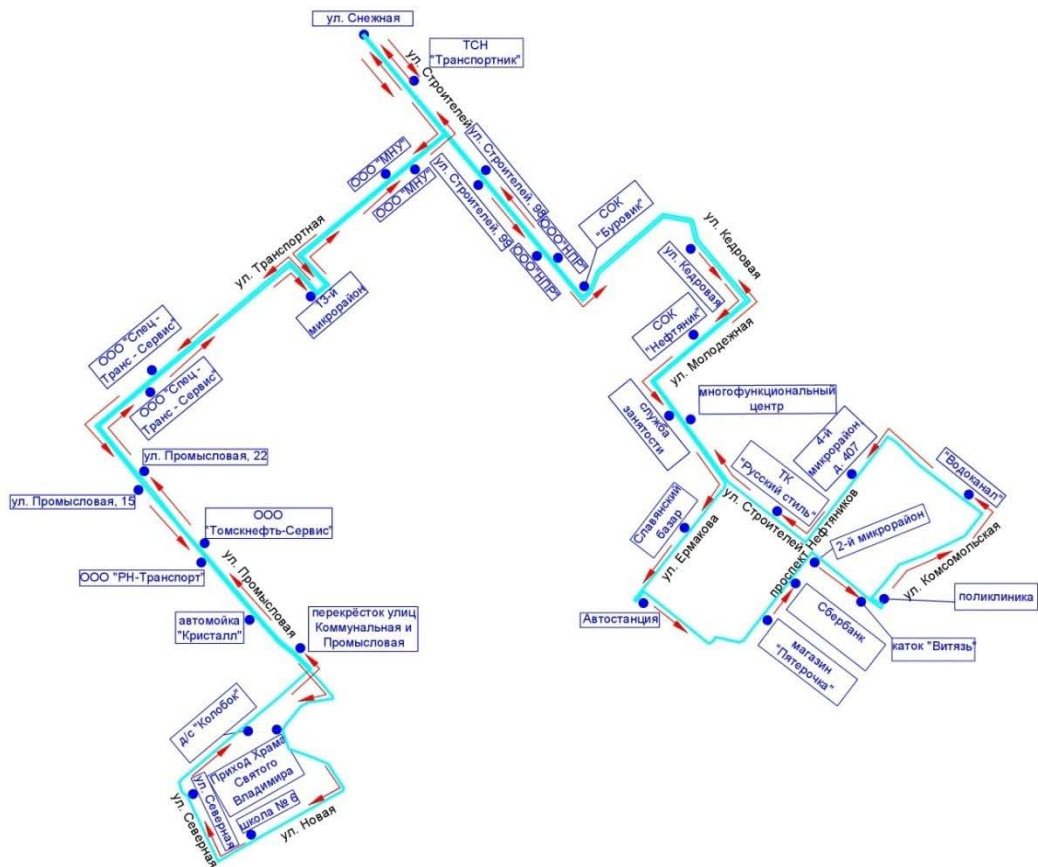 ул. Снежная
ТСН
"Транспортник"
ул. Строителей
ООО "МНУ"
ООО "МНУ"
ул. Строителей, 98
ул. Строителей, 99
ООО"НПР"
ООО"НПР"
СОК
"Буровик"
ул. Кедровая
ул. Кедровая
ул. Транспортная
13-й
микрорайон
СОК
"Нефтяник"
ул. Молодежная
ООО "Спец -
Транс - Сервис"
ООО "Спец -
Транс - Сервис"
служба
занятости
многофункциональный
центр
4-й
микрорайон
д. 407
ТК
"Русский стиль"
"Водоканал"
ул. Промысловая, 22
ул. Промысловая, 15
Славянский
базар
ул. Строителей
проспект Нефтяников
2-й микрорайон
ул. Ермакова
ул. Комсомольская
ООО
"Томскнефть-Сервис"
ООО "РН-Транспорт"
ул. Промысловая
поликлиника
Автостанция
Сбербанк
каток "Витязь"
магазин
"Пятерочка"
автомойка
"Кристалл"
перекрёсток улиц
Коммунальная и
Промысловая
д/с "Колобок"
Приход Храма
Святого
Владимира
ул. Северная
ул. Северная
школа № 6
ул. Новая